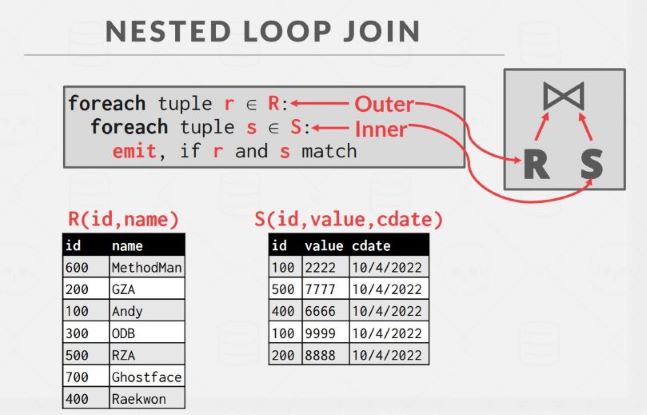 NESTED LOOP JOIN
foreach tuple r ∈ R: Outer
foreach tuple s ∈ S: Inner
emit, if r and s match
⋈
R S
R(id,name)
id name
600 MethodMan
200 GZA
100 Andy
300 ODB
500 RZA
700 Ghostface
400 Raekwon
S(id,value,cdate)
id value cdate
100 2222 10/4/2022
500 7777 10/4/2022
400 6666 10/4/2022
100 9999 10/4/2022
200 8888 10/4/2022